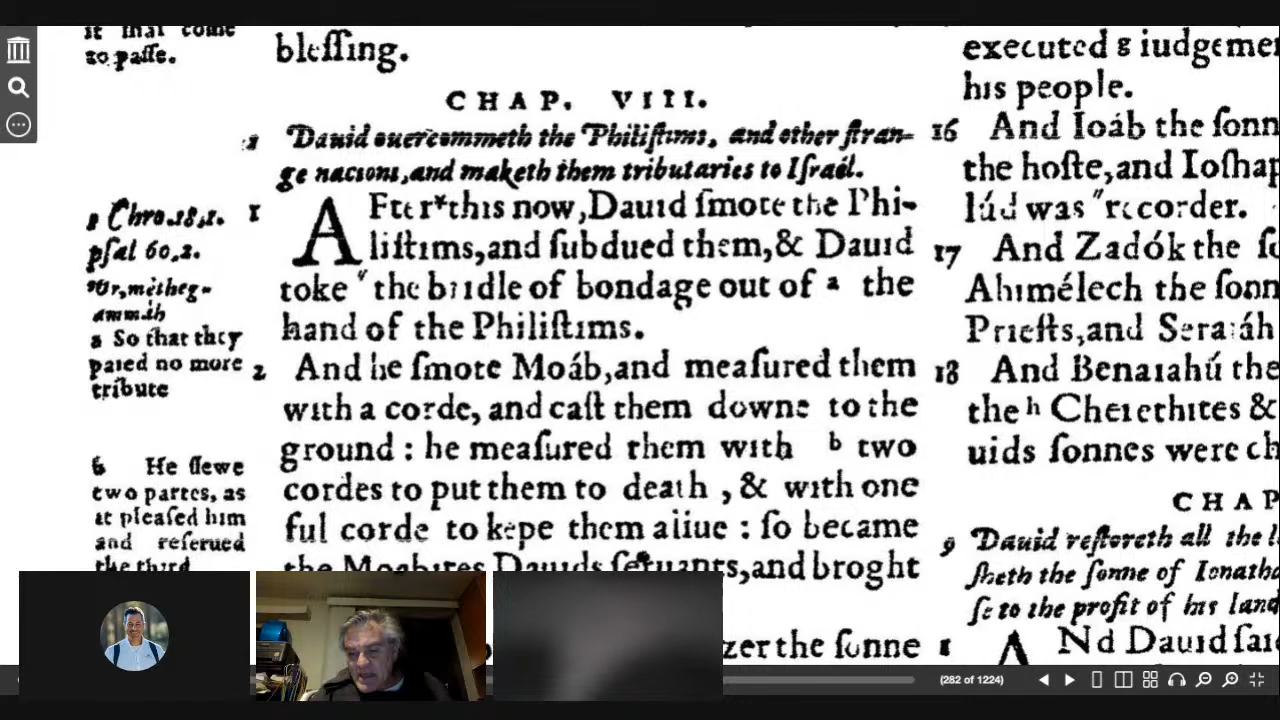 it that come
to passe.
blessing.
CHAP. VIII.
1 Dauid ouercommeth the Philistims, and other stran-
ge nacions, and maketh them tributaries to Israél.
1 Chro. 18,1.
psal 60,2.
"Or, métheg-
ammáh
a So that they
paied no more
tribute
b He slewe
two partes, as
it pleased him
and reserued
the third
1 AFter*this now, Dauid smote the Phi-
listims, and subdued them, & Dauid
toke "the bridle of bondage out of a the
hand of the Philistims.
2 And he smote Moáb, and measured them
with a corde, and cast them downe to the
ground : he measured them with b two
cordes to put them to death , & with one
ful corde to kepe them aliue : so became
the Moabites Dauids seruants, and broght
zer the sonne
executed & iudgemen
his people.
16 And Ioáb the sonn
the hoste, and Ioshap
lúd was "recorder.
17 And Zadók the so
Ahimélech the sonn
Priests, and Seraiáh
18 And Benaiahú the
the h Cherethites &
uids sonnes were ch
CHAP
9 Dauid restoreth all the l
sheth the sonne of Ionatha
se to the profit of his land
1 ANd Dauid said
(282 of 1224)